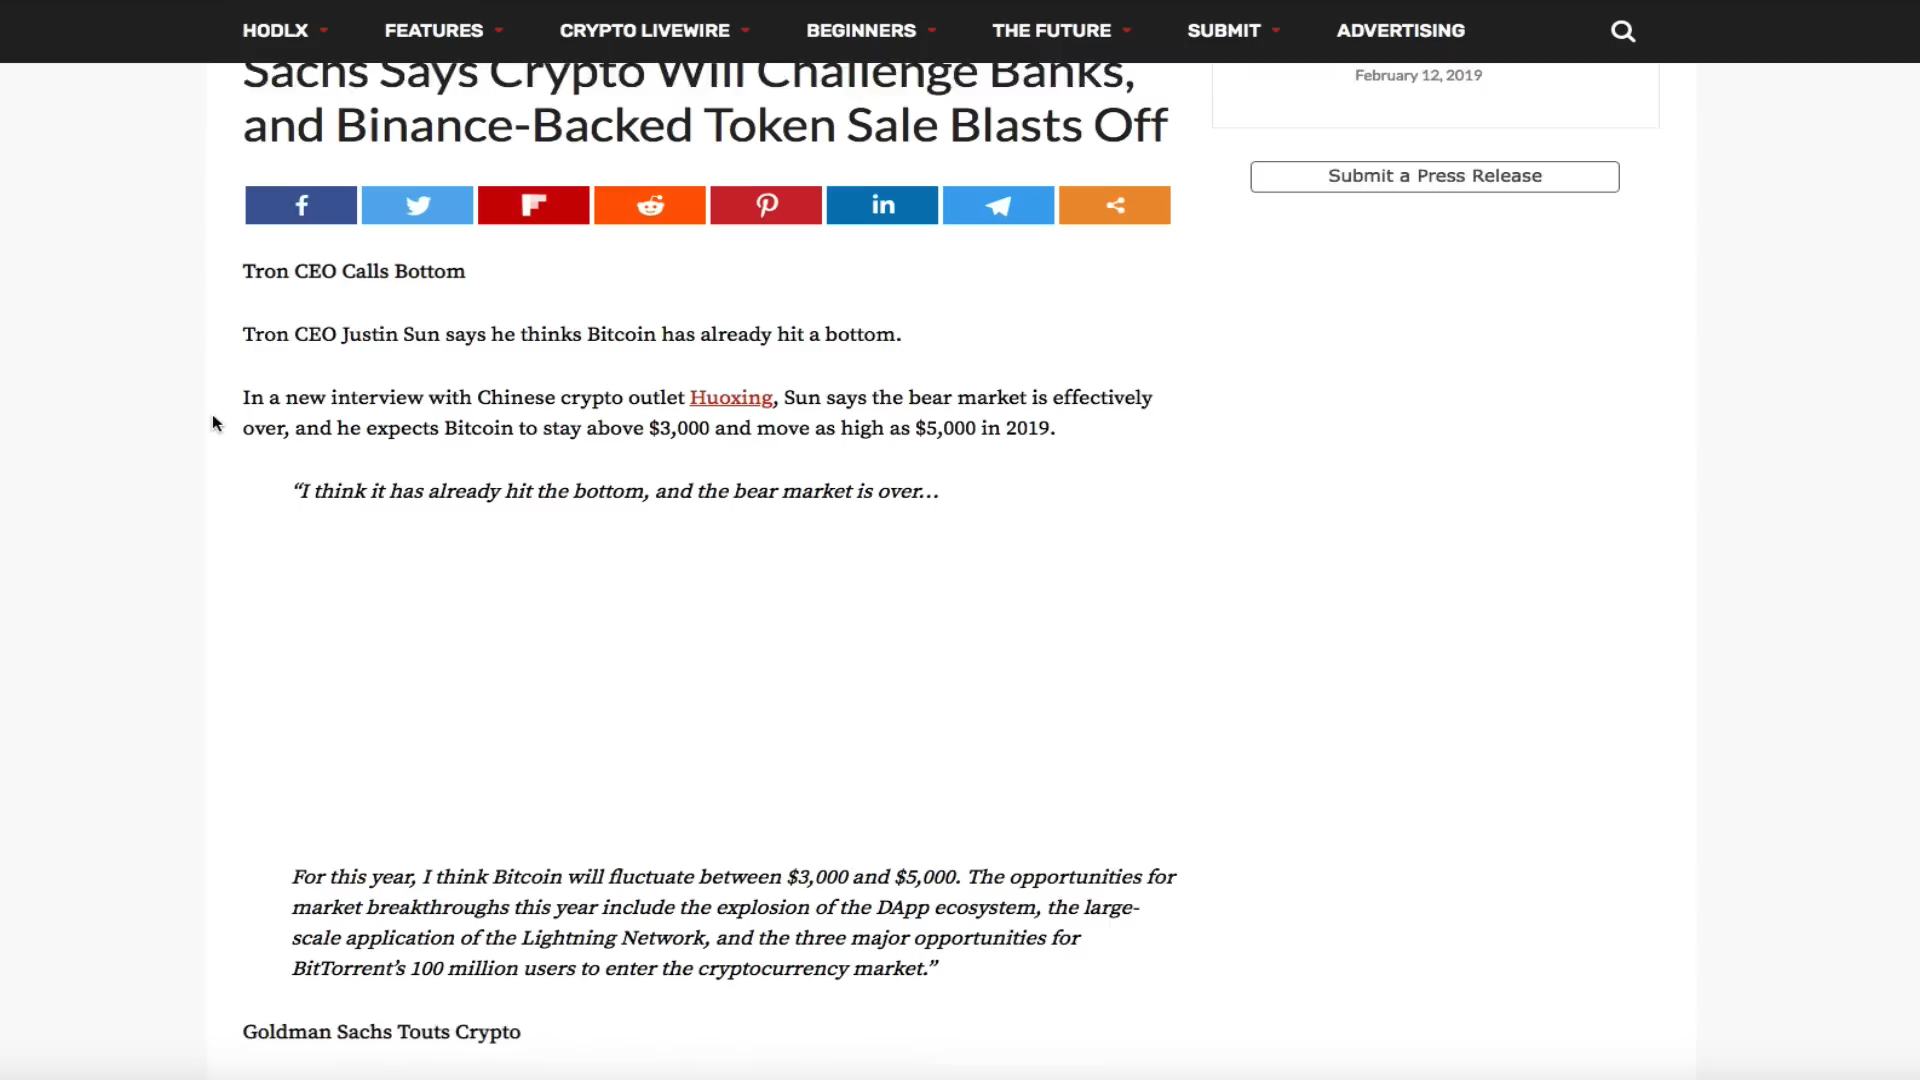 HODLX FEATURES CRYPTO LIVEWIRE BEGINNERS THE FUTURE SUBMIT ADVERTISING
Sachs Says Crypto Will Challenge Banks,
and Binance-Backed Token Sale Blasts Off
February 12, 2019
Submit a Press Release
Tron CEO Calls Bottom
Tron CEO Justin Sun says he thinks Bitcoin has already hit a bottom.
In a new interview with Chinese crypto outlet Huoxing, Sun says the bear market is effectively
over, and he expects Bitcoin to stay above $3,000 and move as high as $5,000 in 2019.
“I think it has already hit the bottom, and the bear market is over…
For this year, I think Bitcoin will fluctuate between $3,000 and $5,000. The opportunities for
market breakthroughs this year include the explosion of the DApp ecosystem, the large-
scale application of the Lightning Network, and the three major opportunities for
BitTorrent’s 100 million users to enter the cryptocurrency market.”
Goldman Sachs Touts Crypto